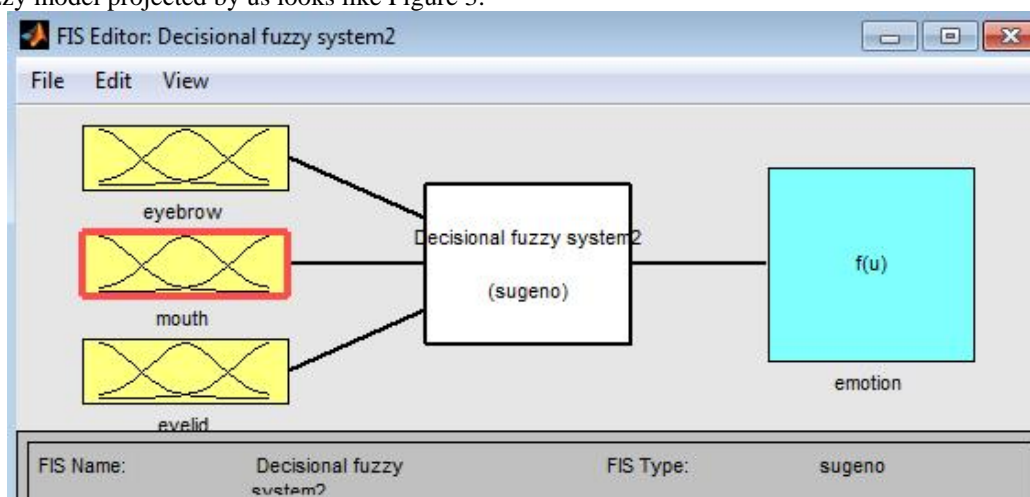 zzy model projected by us looks like Figure 3.
FIS Editor: Decisional fuzzy system2
File Edit View
eyebrow
Decisional fuzzy system2
f(u)
(sugeno)
mouth
emotion
eyelid
FIS Name: Decisional fuzzy system2 FIS Type: sugeno